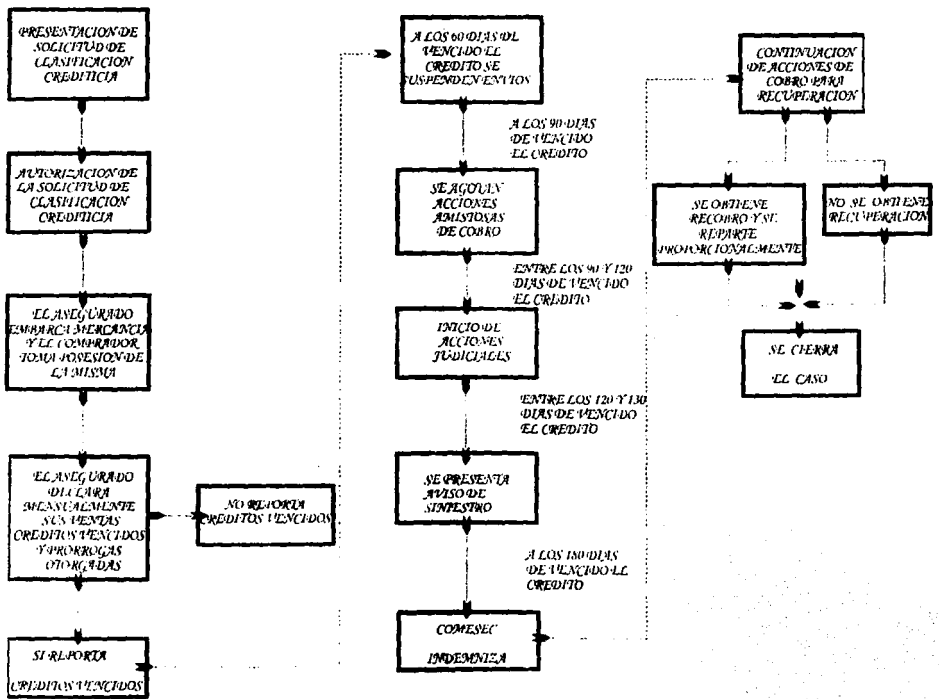 PRESENTACION DE
SOLICITUD DE
CLASIFICACION
CREDITICIA
AUTORIZACION DE
LA SOLICITUD DE
CLASIFICACION
CREDITICIA
EL ASEGURADO
EMBARCA MERCANCIA
Y EL COMPRADOR
TOMA POSESION DE
LA MISMA
EL ASEGURADO
DECLARA
MENSUALMENTE
SUS VENTAS
CREDITOS VENCIDOS
Y PRORROGAS
OTORGADAS
NO REPORTA
CREDITOS VENCIDOS
SI REPORTA
CREDITOS VENCIDOS
A LOS 60 DIAS DE
VENCIDO EL
CREDITO SE
SUSPENDEN ENVIOS
A LOS 90 DIAS
DE VENCIDO
EL CREDITO
SE AGOTAN
ACCIONES
AMISTOSAS
DE COBRO
ENTRE LOS 90 Y 120
DIAS DE VENCIDO
EL CREDITO
INICIO DE
ACCIONES
JUDICIALES
ENTRE LOS 120 Y 130
DIAS DE VENCIDO
EL CREDITO
SE PRESENTA
AVISO DE
SINIESTRO
A LOS 180 DIAS
DE VENCIDO EL
CREDITO
COMESEC
INDEMNIZA
CONTINUACION
DE ACCIONES DE
COBRO PARA
RECUPERACION
SE OBTIENE
RECOBRO Y SE
REPARTE
PROPORCIONALMENTE
NO SE OBTIENE
RECUPERACION
SE CIERRA
EL CASO